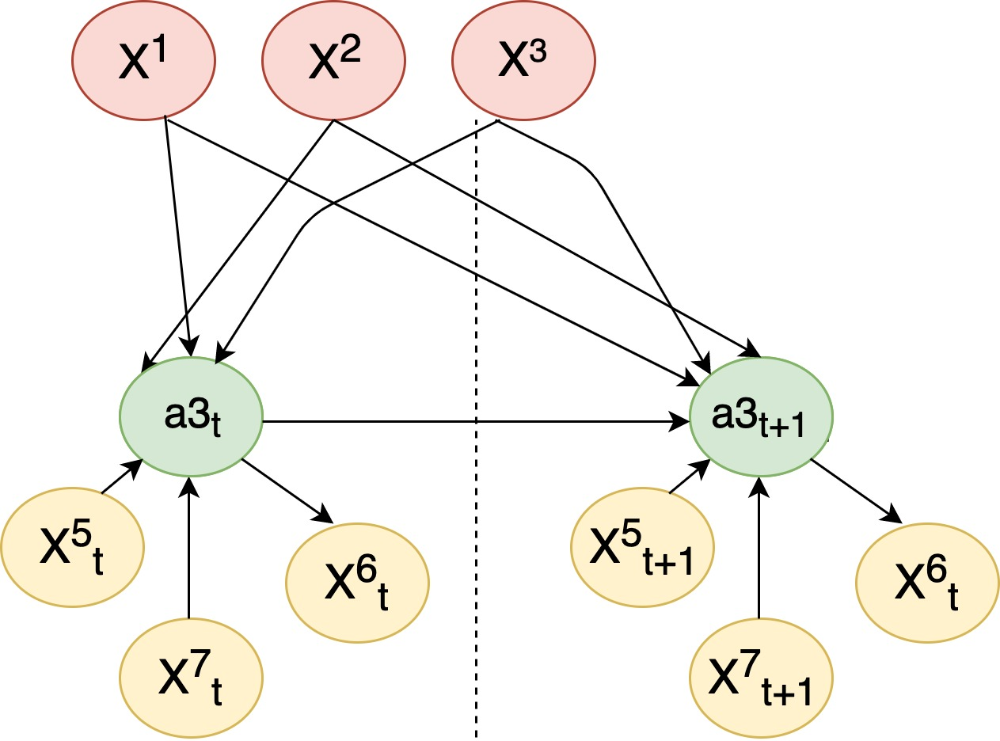 X¹
X²
X³
a3ₜ
a3ₜ₊₁
X⁵ₜ
X⁶ₜ
X⁵ₜ₊₁
X⁶ₜ
X⁷ₜ
X⁷ₜ₊₁